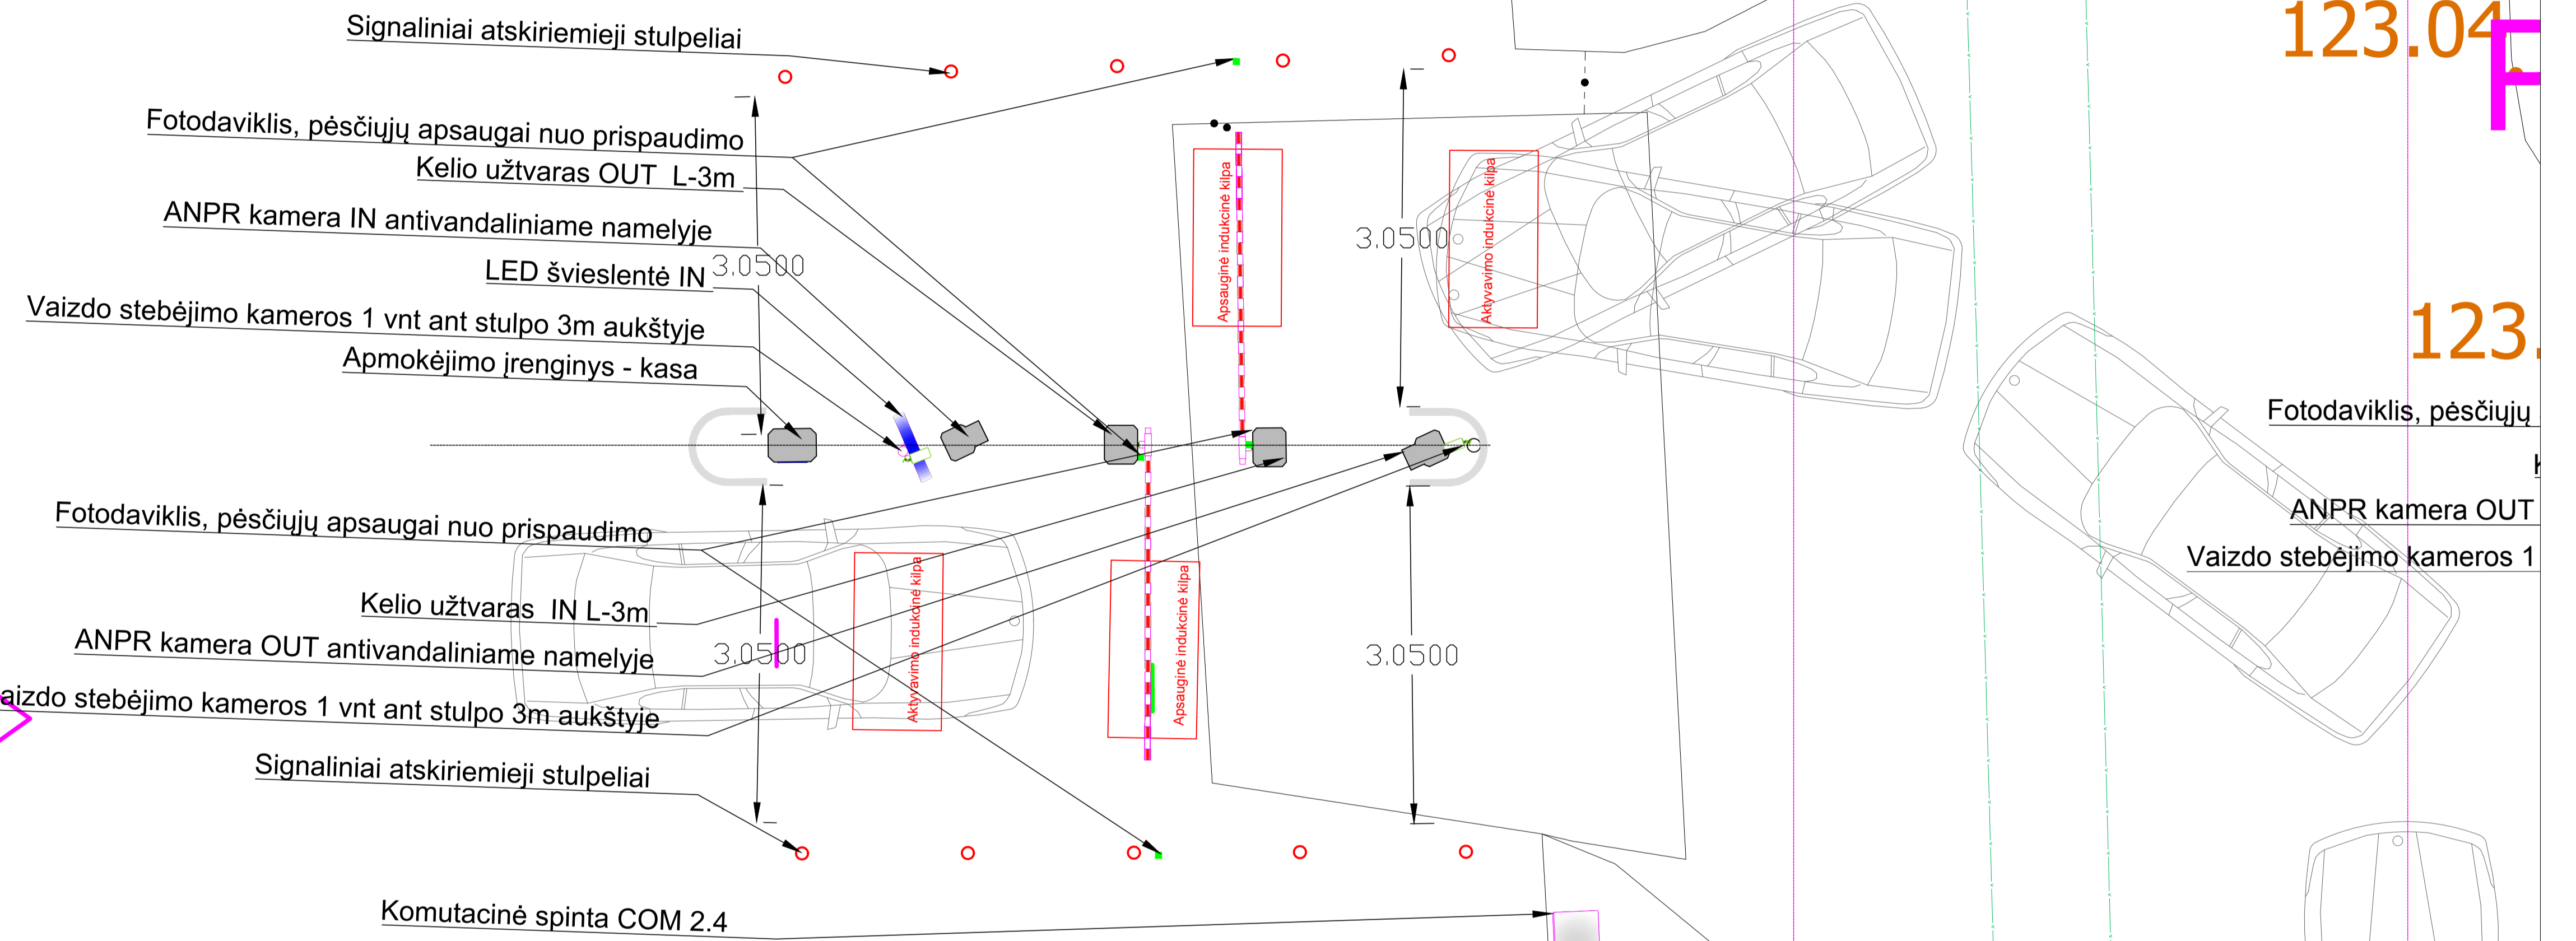 Signaliniai atskiriemieji stulpeliai
123.04
Fotodaviklis, pėsčiųjų apsaugai nuo prispaudimo
Kelio užtvaras OUT L-3m
ANPR kamera IN antivandaliniame namelyje
3.0500
LED švieslentė IN
Vaizdo stebėjimo kameros 1 vnt ant stulpo 3m aukštyje
Apmokėjimo įrenginys - kasa
Apsauginė indukcinė kilpa
3.0500
Aktyvavimo indukcinė kilpa
123.
Fotodaviklis, pėsčiųjų
K
ANPR kamera OUT
Vaizdo stebėjimo kameros 1
Fotodaviklis, pėsčiųjų apsaugai nuo prispaudimo
Kelio užtvaras IN L-3m
ANPR kamera OUT antivandaliniame namelyje
3.0500
Aktyvavimo indukcinė kilpa
Apsauginė indukcinė kilpa
3.0500
aizdo stebėjimo kameros 1 vnt ant stulpo 3m aukštyje
Signaliniai atskiriemieji stulpeliai
Komutacinė spinta COM 2.4